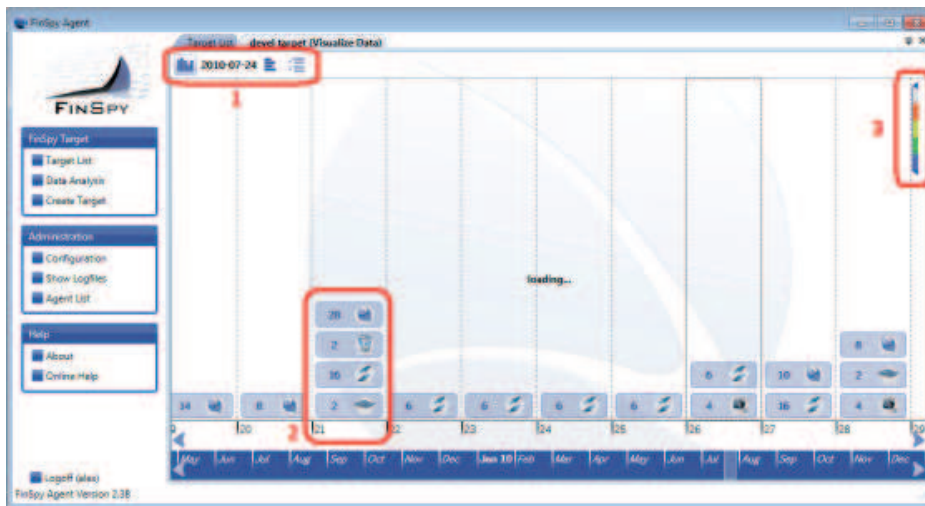 FinSpy Agent
Target List devel target (Visualize Data)
2010-07-24
1
3
FINSPY
FinSpy Target
Target List
Data Analysis
Create Target
Administration
Configuration
Show Logfiles
Agent List
loading...
Help
About
Online Help
28
2
16
8
6 10 2
14 8 2 6 6 6 6 4 16 4
2
9 20 21 22 23 24 25 26 27 28 29
May Jun Jul Aug Sep Oct Nov Dec Jan 10 Feb Mar Apr May Jun Jul Aug Sep Oct Nov Dec
Logoff (alex)
FinSpy Agent Version 2.38